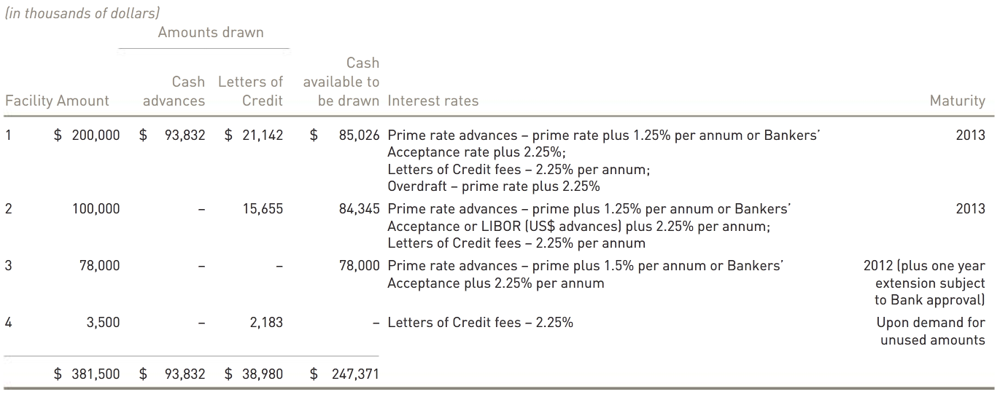 (in thousands of dollars)
Amounts drawn
Cash
Cash Letters of available to
Facility Amount advances Credit be drawn Interest rates Maturity
1 $ 200,000 $ 93,832 $ 21,142 $ 85,026 Prime rate advances – prime rate plus 1.25% per annum or Bankers’ 2013
Acceptance rate plus 2.25%;
Letters of Credit fees – 2.25% per annum;
Overdraft – prime rate plus 2.25%
2 100,000 – 15,655 84,345 Prime rate advances – prime plus 1.25% per annum or Bankers’ 2013
Acceptance or LIBOR (US$ advances) plus 2.25% per annum;
Letters of Credit fees – 2.25% per annum
3 78,000 – – 78,000 Prime rate advances – prime plus 1.5% per annum or Bankers’ 2012 (plus one year
Acceptance plus 2.25% per annum extension subject
to Bank approval)
4 3,500 – 2,183 – Letters of Credit fees – 2.25% Upon demand for
unused amounts
$ 381,500 $ 93,832 $ 38,980 $ 247,371